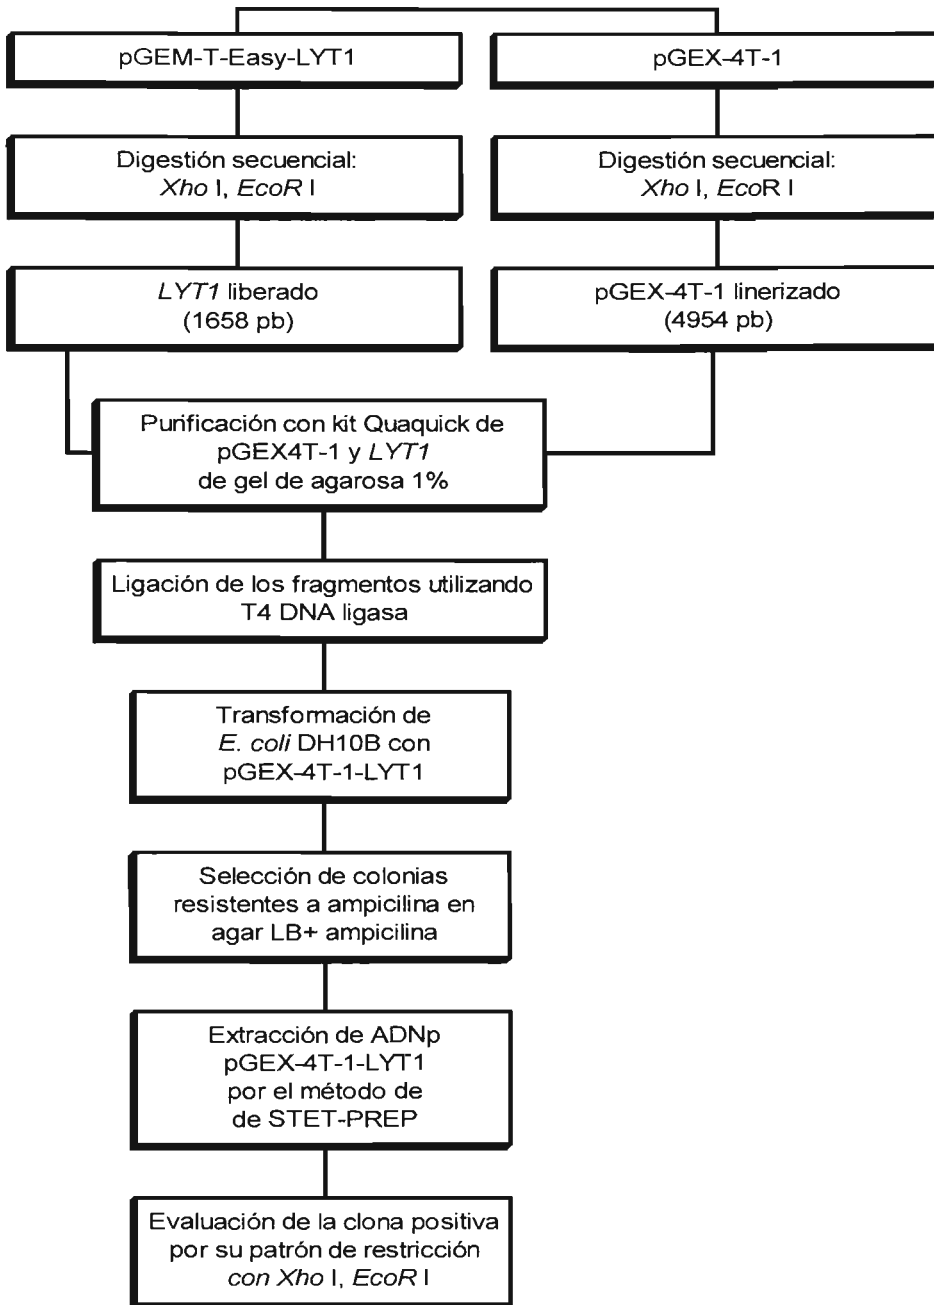 pGEM-T-Easy-LYT1
pGEX-4T-1
Digestión secuencial:
Xho I, EcoR I
Digestión secuencial:
Xho I, EcoR I
LYT1 liberado
(1658 pb)
pGEX-4T-1 linerizado
(4954 pb)
Purificación con kit Quaquick de
pGEX4T-1 y LYT1
de gel de agarosa 1%
Ligación de los fragmentos utilizando
T4 DNA ligasa
Transformación de
E. coli DH10B con
pGEX-4T-1-LYT1
Selección de colonias
resistentes a ampicilina en
agar LB+ ampicilina
Extracción de ADNp
pGEX-4T-1-LYT1
por el método de
de STET-PREP
Evaluación de la clona positiva
por su patrón de restricción
con Xho I, EcoR I